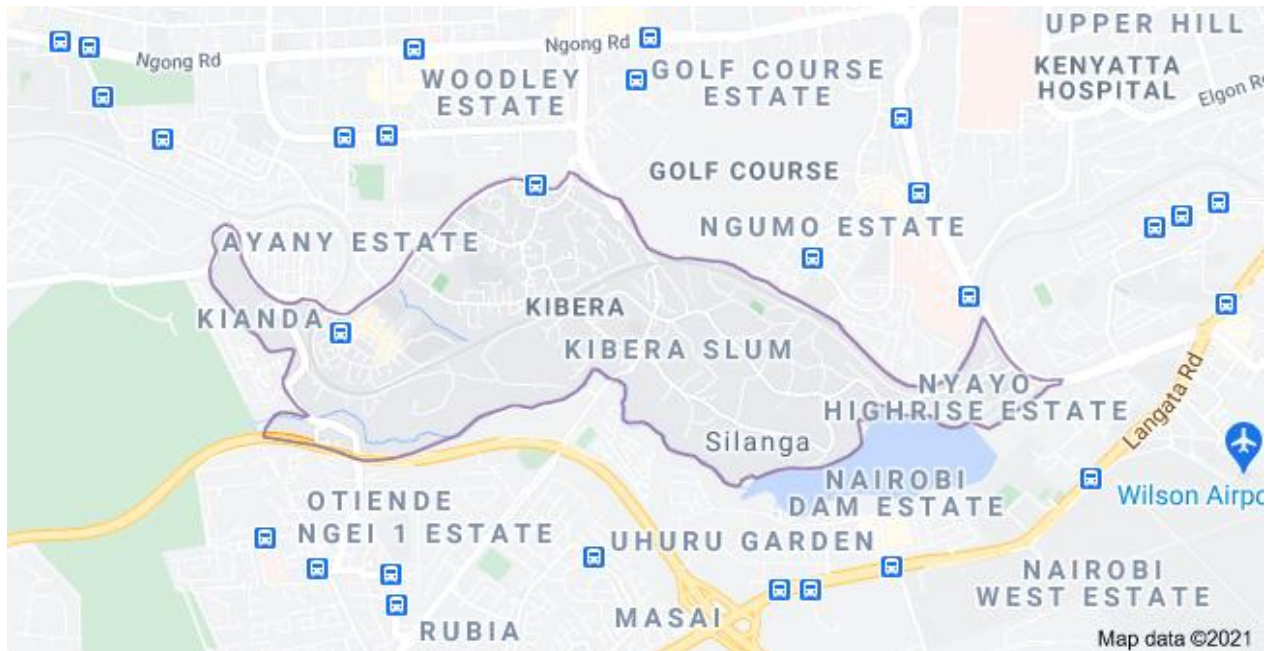 UPPER HILL
Ngong Rd
Ngong Rd
WOODLEY
ESTATE
GOLF COURSE
ESTATE
KENYATTA
HOSPITAL
Elgon Rd
GOLF COURSE
NGUMO ESTATE
AYANY ESTATE
KIANDA
KIBERA
KIBERA SLUM
NYAYO
HIGHRISE ESTATE
Langata Rd
Silanga
NAIROBI
DAM ESTATE
Wilson Airpo
OTIENDE
NGEI 1 ESTATE
UHURU GARDEN
NAIROBI
WEST ESTATE
MASAI
RUBIA
Map data ©2021